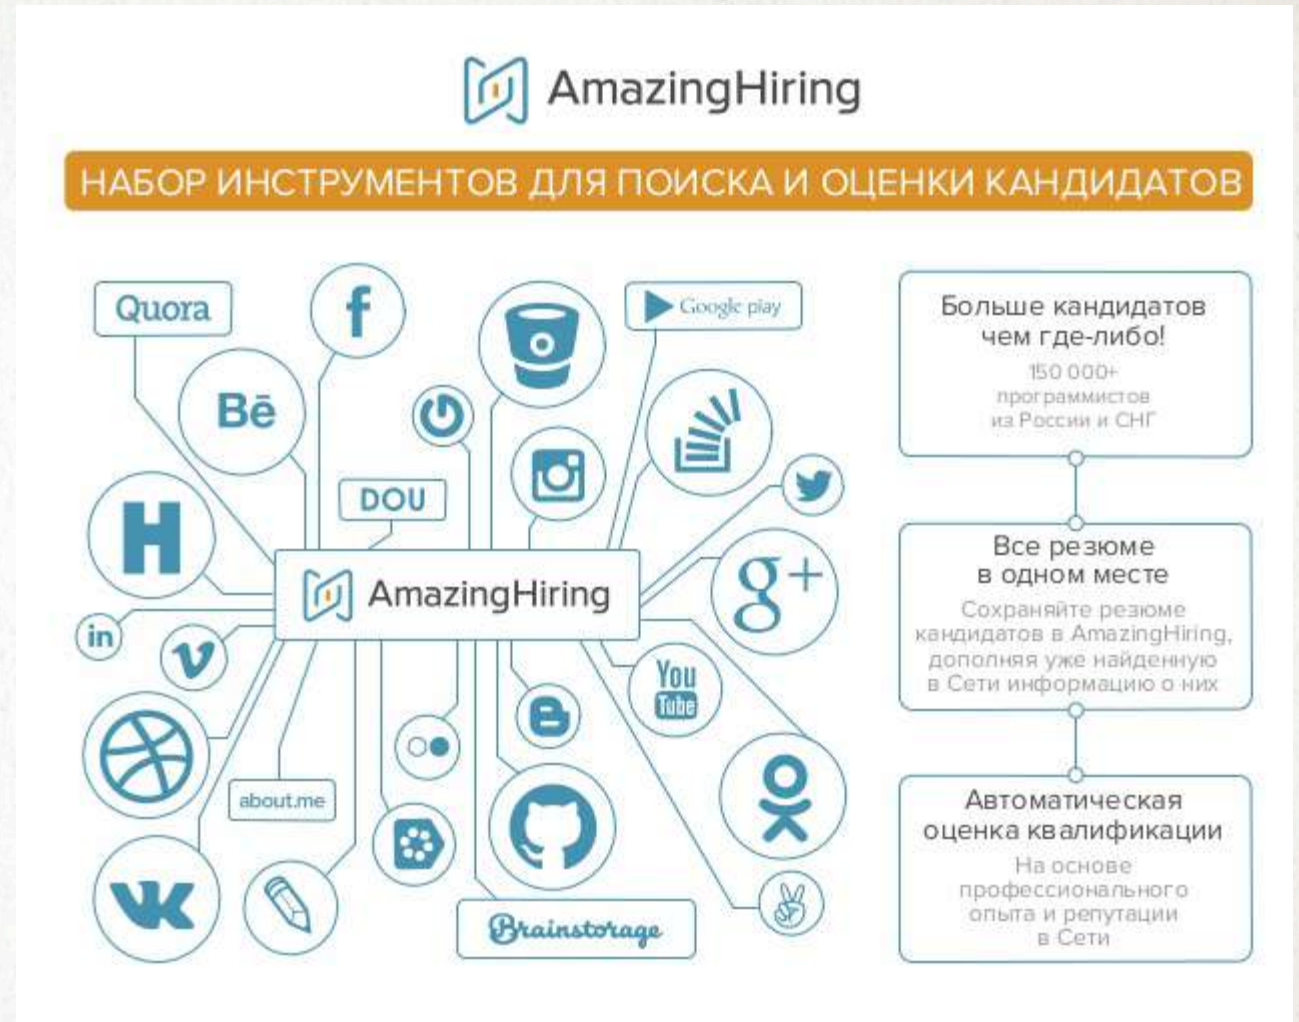 AmazingHiring
НАБОР ИНСТРУМЕНТОВ ДЛЯ ПОИСКА И ОЦЕНКИ КАНДИДАТОВ
Quora
f
Google play
Bē
DOU
H
AmazingHiring
g+
in
You
Tube
about.me
Brainstorage
Больше кандидатов
чем где-либо!
150 000+
программистов
из России и СНГ
Все резюме
в одном месте
Сохраняйте резюме
кандидатов в AmazingHiring,
дополняя уже найденную
в Сети информацию о них
Автоматическая
оценка квалификации
На основе
профессионального
опыта и репутации
в Сети